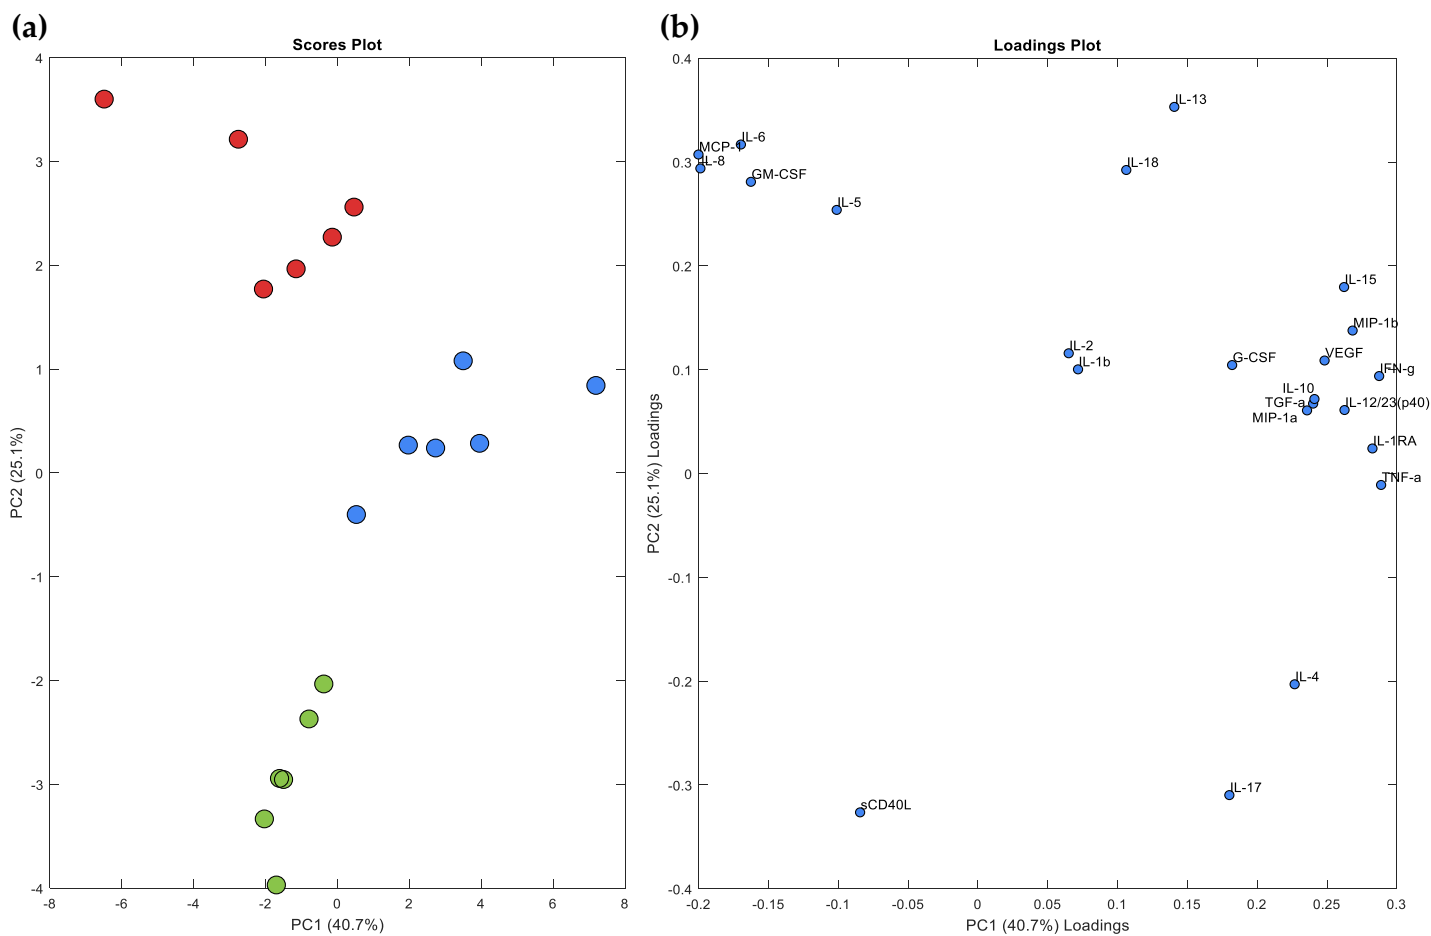 (a)
Scores Plot
4
3
2
1
0
-1
-2
-3
-4
-8
-6
-4
-2
0
2
4
6
8
PC1 (40.7%)
PC2 (25.1%)
(b)
Loadings Plot
0.4
0.3
0.2
0.1
0
-0.1
-0.2
-0.3
-0.4
-0.2
-0.15
-0.1
-0.05
0
0.05
0.1
0.15
0.2
0.25
0.3
PC1 (40.7%) Loadings
PC2 (25.1%) Loadings
IL-13
IL-6
MCP-1
IL-8
GM-CSF
IL-18
IL-5
IL-15
MIP-1b
IL-2
IL-1b
G-CSF
VEGF
IFN-g
IL-10
TGF-a
MIP-1a
IL-12/23(p40)
IL-1RA
TNF-a
IL-4
IL-17
sCD40L